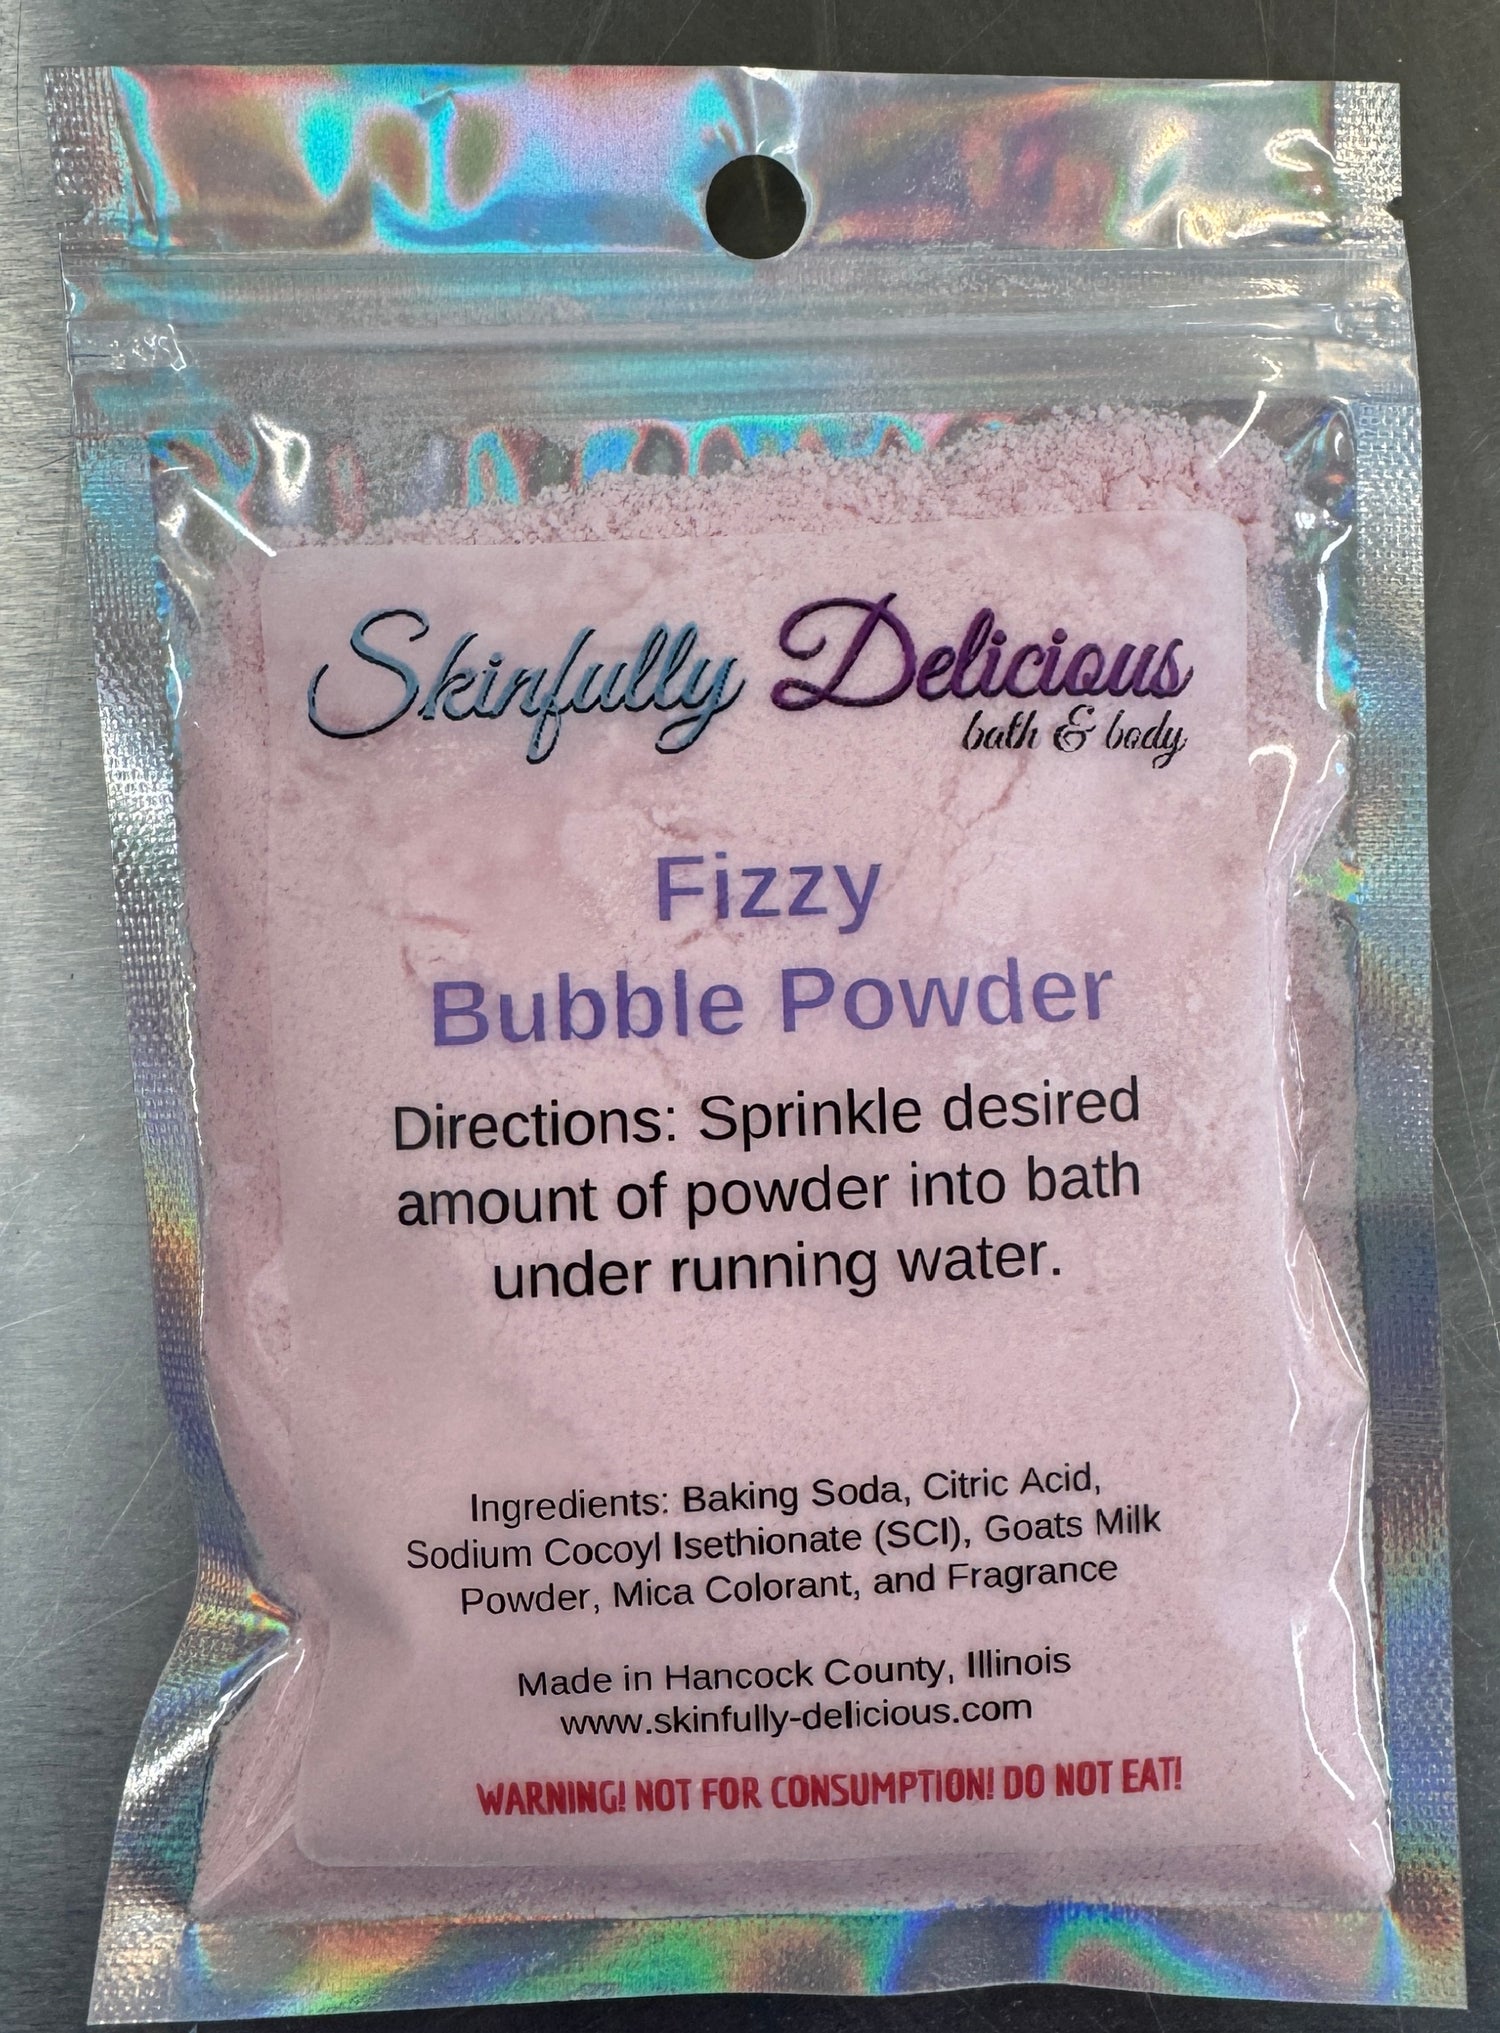 Skinfully Delicious
bath & body
Fizzy
Bubble Powder
Directions: Sprinkle desired
amount of powder into bath
under running water.
Ingredients: Baking Soda, Citric Acid,
Sodium Cocoyl Isethionate (SCI), Goats Milk
Powder, Mica Colorant, and Fragrance
Made in Hancock County, Illinois
www.skinfully-delicious.com
WARNING! NOT FOR CONSUMPTION! DO NOT EAT!